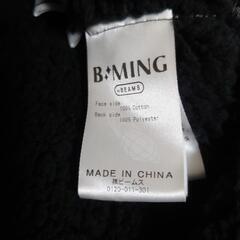 B♦MING
by BEAMS
Face side
100% Cotton
Back side
100% Polyester
MADE IN CHINA
㈱ビームス
0120-011-301